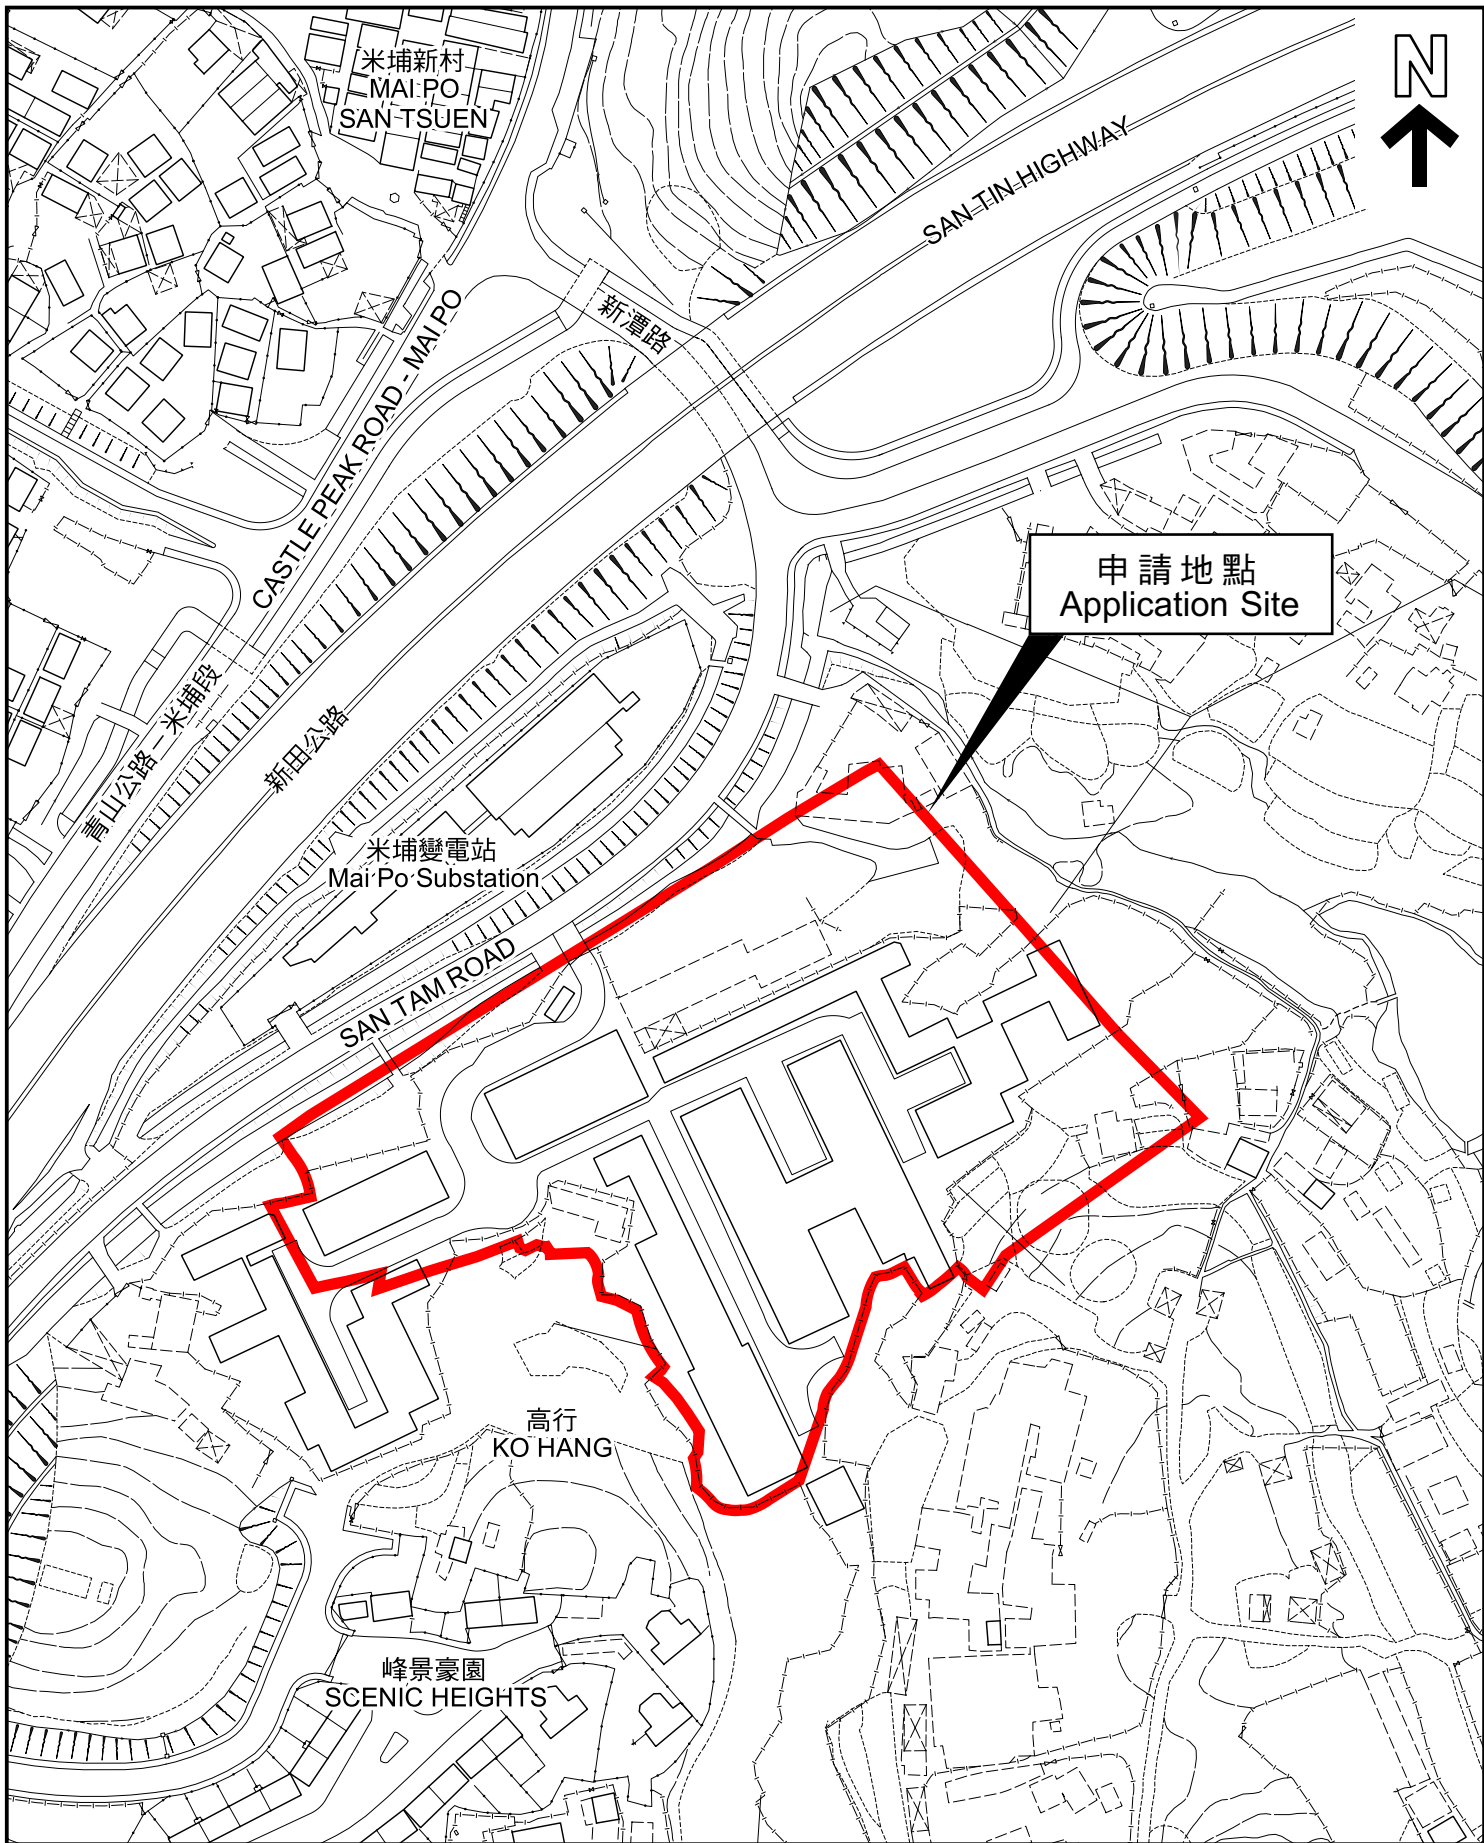 米埔新村
MAI PO
SAN TSUEN
N
SAN TIN HIGHWAY
新潭路
CASTLE PEAK ROAD - MAI PO
申請地點
Application Site
青山公路－米埔段
新田公路
米埔變電站
Mai Po Substation
SAN TAM ROAD
高行
KO HANG
峰景豪園
SCENIC HEIGHTS